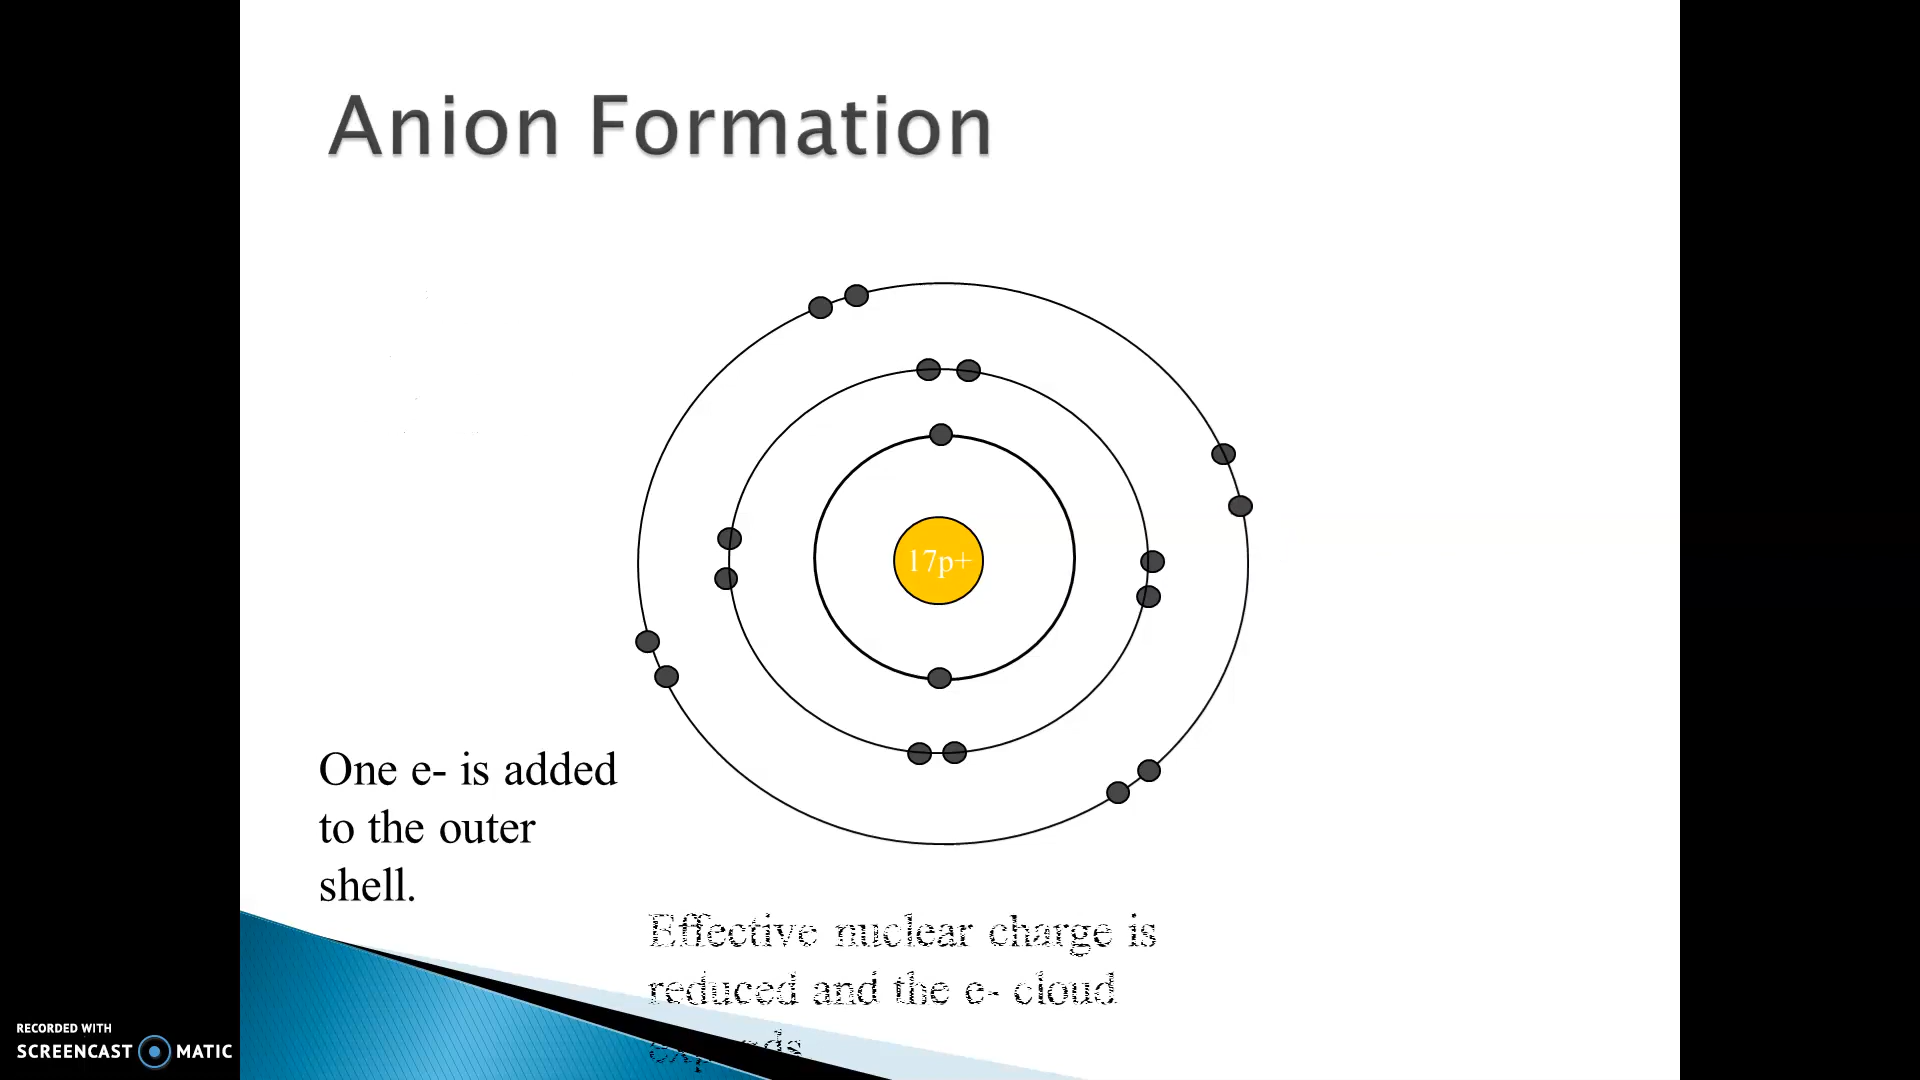 Anion Formation
17p+
One e- is added
to the outer
shell.
Effective nuclear charge is
reduced and the e- cloud
RECORDED WITH
SCREENCAST MATIC